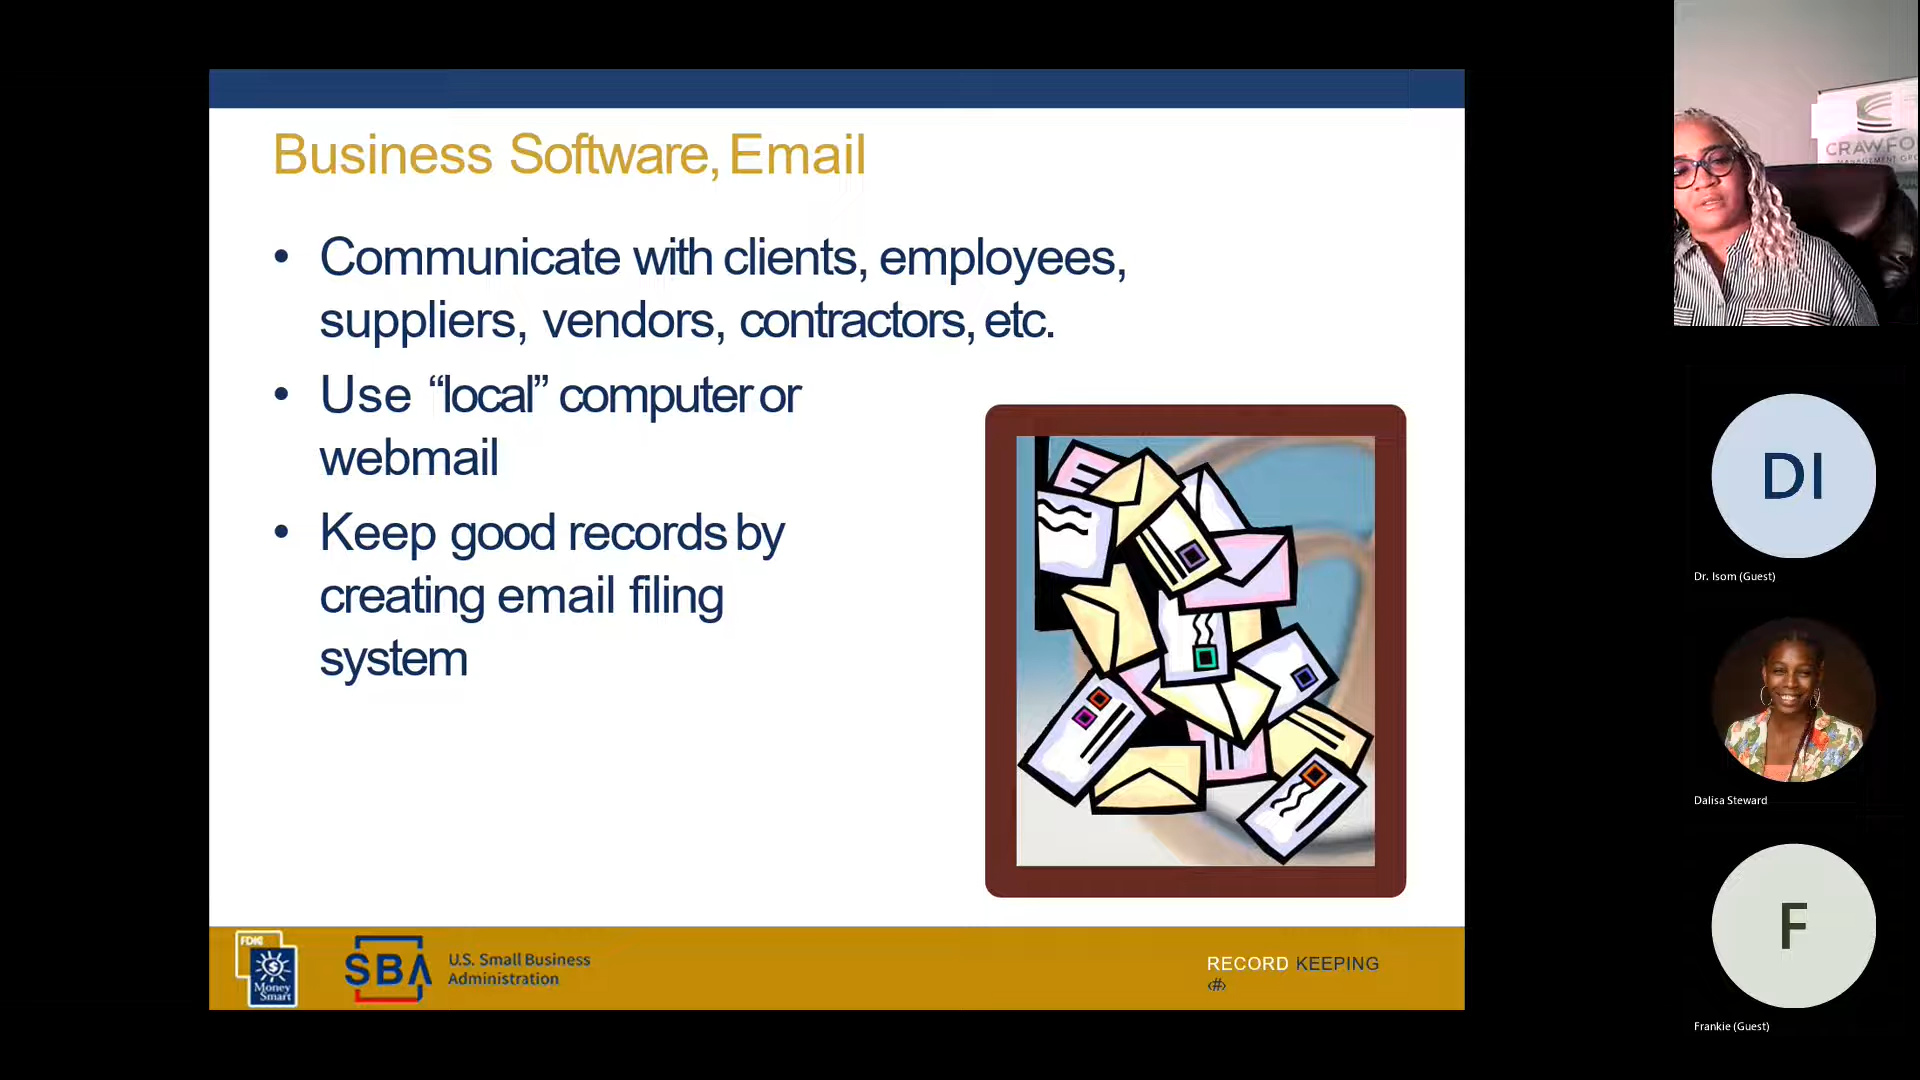 Business Software, Email
• Communicate with clients, employees,
suppliers, vendors, contractors, etc.
• Use “local” computer or
webmail
• Keep good records by
creating email filing
system
FDIC
Money
Smart
SBA
U.S. Small Business
Administration
RECORD KEEPING
‹#›
CRAWFO
MANAGEMENT GRO
DI
Dr. Isom (Guest)
Dalisa Steward
F
Frankie (Guest)